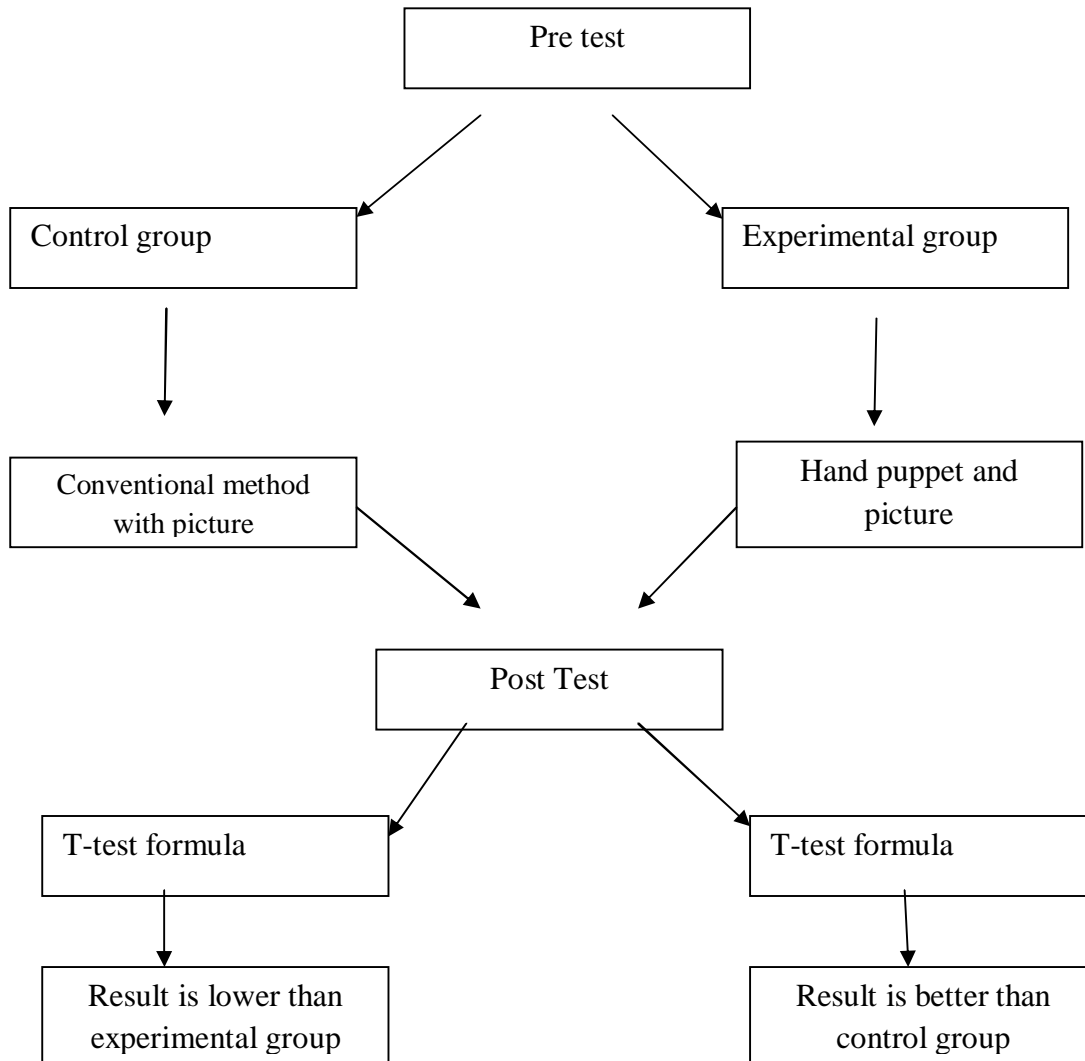 Pre test
Control group
Experimental group
Conventional method
with picture
Hand puppet and
picture
Post Test
T-test formula
T-test formula
Result is lower than
experimental group
Result is better than
control group